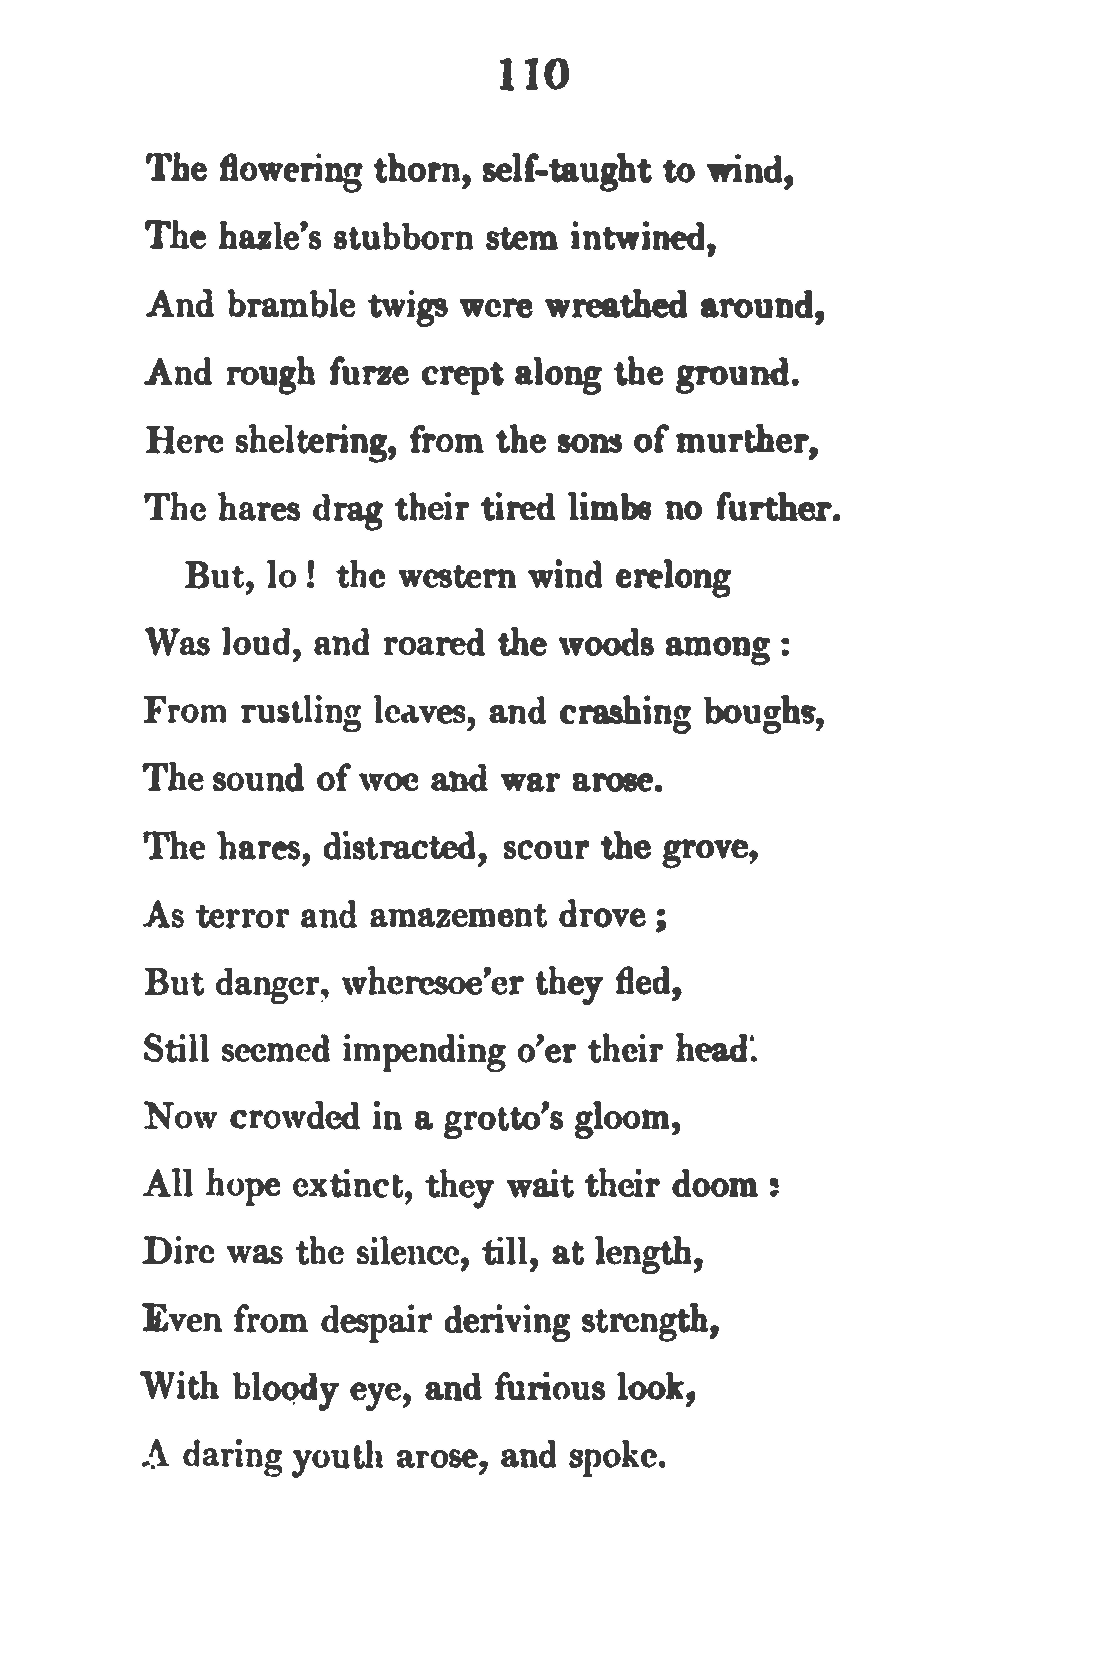 110
The flowering thorn, self-taught to wind,
The hazle's stubborn stem intwined,
And bramble twigs were wreathed around,
And rough furze crept along the ground.
Here sheltering, from the sons of murther,
The hares drag their tired limbs no further.
But, lo ! the western wind erelong
Was loud, and roared the woods among :
From rustling leaves, and crashing boughs,
The sound of woe and war arose.
The hares, distracted, scour the grove,
As terror and amazement drove ;
But danger, wheresoe'er they fled,
Still seemed impending o'er their head.
Now crowded in a grotto's gloom,
All hope extinct, they wait their doom :
Dire was the silence, till, at length,
Even from despair deriving strength,
With bloody eye, and furious look,
A daring youth arose, and spoke.